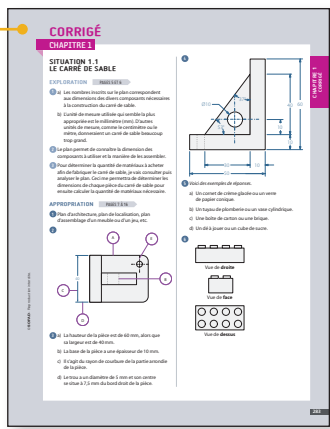 CORRIGÉ
CHAPITRE 1
SITUATION 1.1
LE CARRÉ DE SABLE
EXPLORATION PAGES 5 ET 6
1 a) Les nombres inscrits sur le plan correspondent
aux dimensions des divers composants nécessaires
à la construction du carré de sable.
b) L'unité de mesure utilisée qui semble la plus
appropriée est le millimètre (mm). D'autres
unités de mesure, comme le centimètre ou le
mètre, donneraient un carré de sable beaucoup
trop grand.
2 Le plan permet de connaître la dimension des
composants à utiliser et la manière de les assembler.
3 Pour déterminer la quantité de matériaux à acheter
afin de fabriquer le carré de sable, je vais consulter puis
analyser le plan. Ceci me permettra de déterminer les
dimensions de chaque pièce du carré de sable pour
ensuite calculer la quantité de matériaux nécessaire.
APPROPRIATION PAGES 7 À 16
1 Plan d'architecture, plan de localisation, plan
d'assemblage d'un meuble ou d'un jeu, etc.
2
A
E
C
B
D
3 a) La hauteur de la pièce est de 60 mm, alors que
sa largeur est de 40 mm.
b) La base de la pièce a une épaisseur de 10 mm.
c) Il s'agit du rayon de courbure de la partie arrondie
de la pièce.
d) Le trou a un diamètre de 5 mm et son centre
se situe à 7,5 mm du bord droit de la pièce.
4
Ø10
40
60
10
5 Voici des exemples de réponses.
a) Un cornet de crème glacée ou un verre
de papier conique.
b) Un tuyau de plomberie ou un vase cylindrique.
c) Une boîte de carton ou une brique.
d) Un dé à jouer ou un cube de sucre.
6
Vue de droite
Vue de face
Vue de dessus
CHAPITRE 1
CORRIGÉ
203